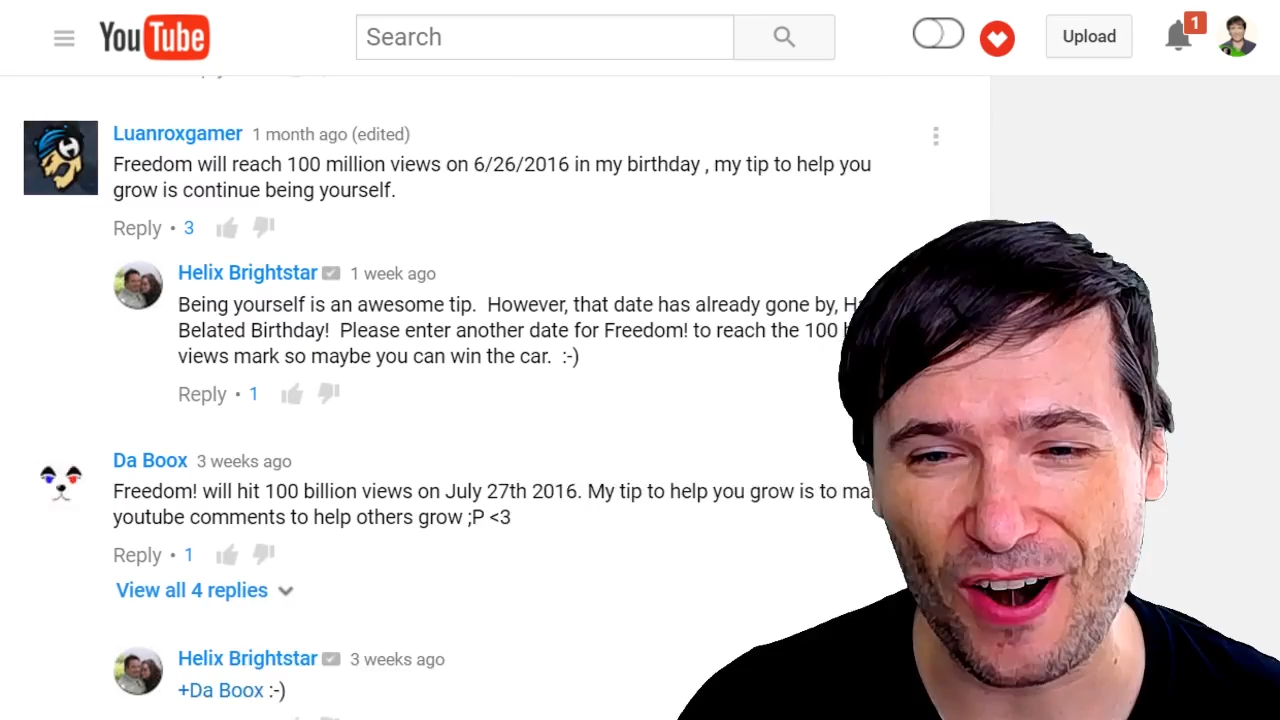 YouTube
Search
Upload
1
Luanroxgamer 1 month ago (edited)
Freedom will reach 100 million views on 6/26/2016 in my birthday , my tip to help you
grow is continue being yourself.
Reply • 3
Helix Brightstar 1 week ago
Being yourself is an awesome tip. However, that date has already gone by,
Belated Birthday! Please enter another date for Freedom! to reach the 100
views mark so maybe you can win the car. :-)
Reply • 1
Da Boox 3 weeks ago
Freedom! will hit 100 billion views on July 27th 2016. My tip to help you grow is to
youtube comments to help others grow ;P <3
Reply • 1
View all 4 replies
Helix Brightstar 3 weeks ago
+Da Boox :-)